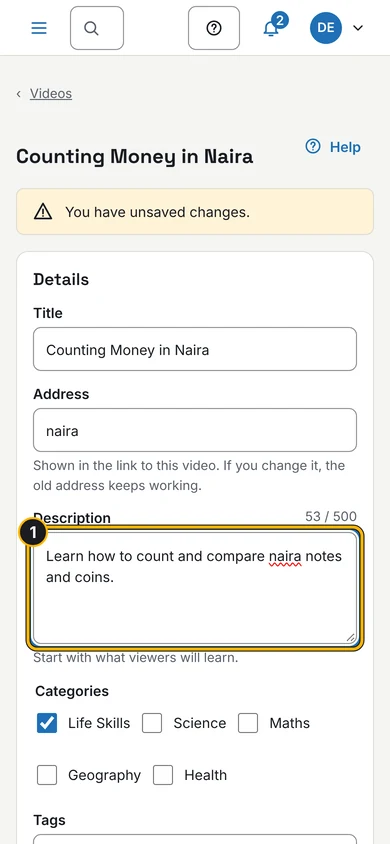 2
DE
‹ Videos
Counting Money in Naira
Help
You have unsaved changes.
Details
Title
Counting Money in Naira
Address
naira
Shown in the link to this video. If you change it, the
old address keeps working.
Description
53 / 500
1
Learn how to count and compare naira notes
and coins.
Start with what viewers will learn.
Categories
Life Skills Science Maths
Geography Health
Tags